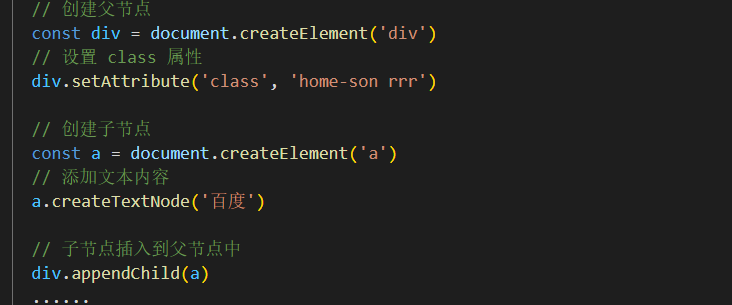 // 创建父节点
const div = document.createElement('div')
// 设置 class 属性
div.setAttribute('class', 'home-son rrr')
// 创建子节点
const a = document.createElement('a')
// 添加文本内容
a.createTextNode('百度')
// 子节点插入到父节点中
div.appendChild(a)
......